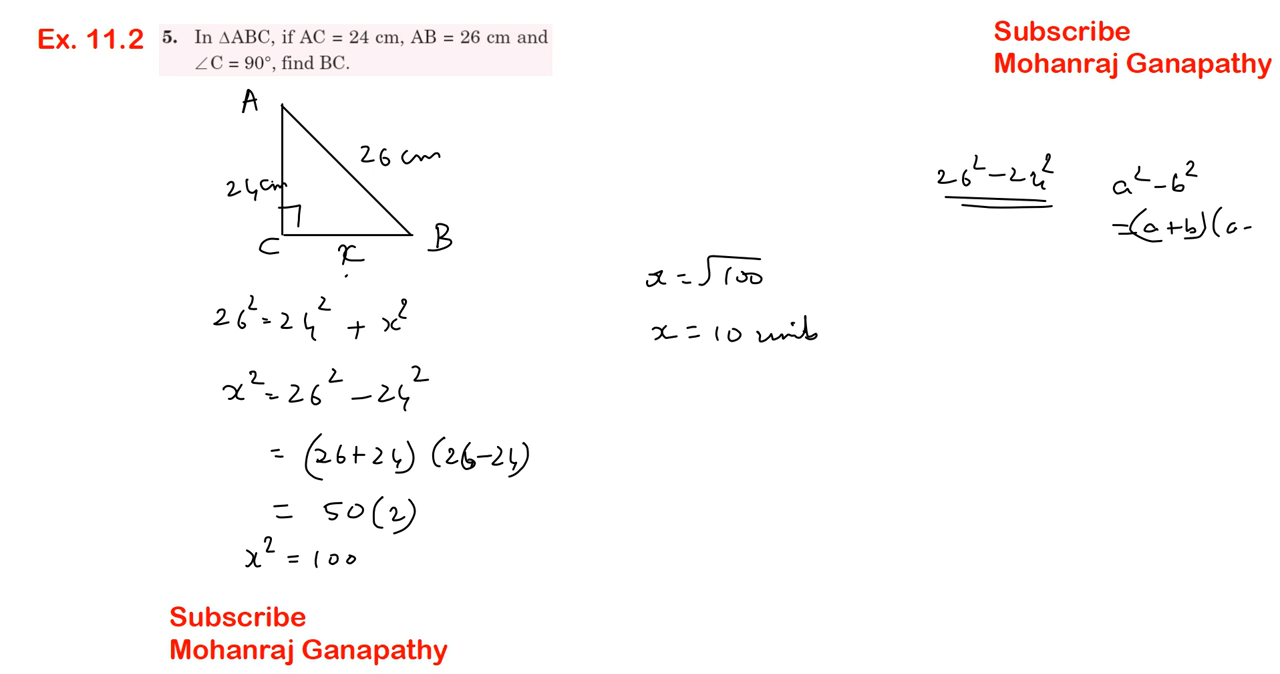 Ex. 11.2
5. In ΔABC, if AC = 24 cm, AB = 26 cm and
∠C = 90°, find BC.
Subscribe
Mohanraj Ganapathy
A
26 cm
24cm
C
x
B
26² = 24² + x²
x² = 26² – 24²
= (26+24) (26–24)
= 50(2)
x² = 100
x = √100
x = 10 units
26² – 24²
a² – b²
= (a+b)(a-
Subscribe
Mohanraj Ganapathy